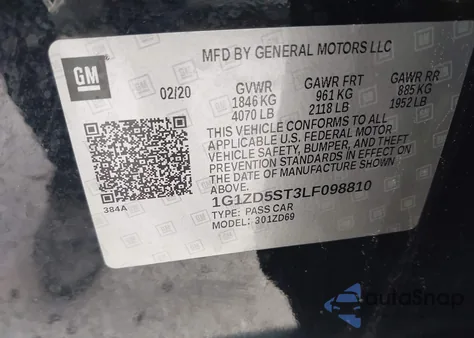 MFD BY GENERAL MOTORS LLC
GM
02/20
GVWR GAWR FRT GAWR RR
1846 KG 961 KG 885 KG
4070 LB 2118 LB 1952 LB
THIS VEHICLE CONFORMS TO ALL
APPLICABLE U.S. FEDERAL MOTOR
VEHICLE SAFETY, BUMPER, AND THEFT
PREVENTION STANDARDS IN EFFECT ON
THE DATE OF MANUFACTURE SHOWN
ABOVE.
384A
1G1ZD5ST3LF098810
TYPE: PASS CAR
MODEL: 301ZD69
autoSnap